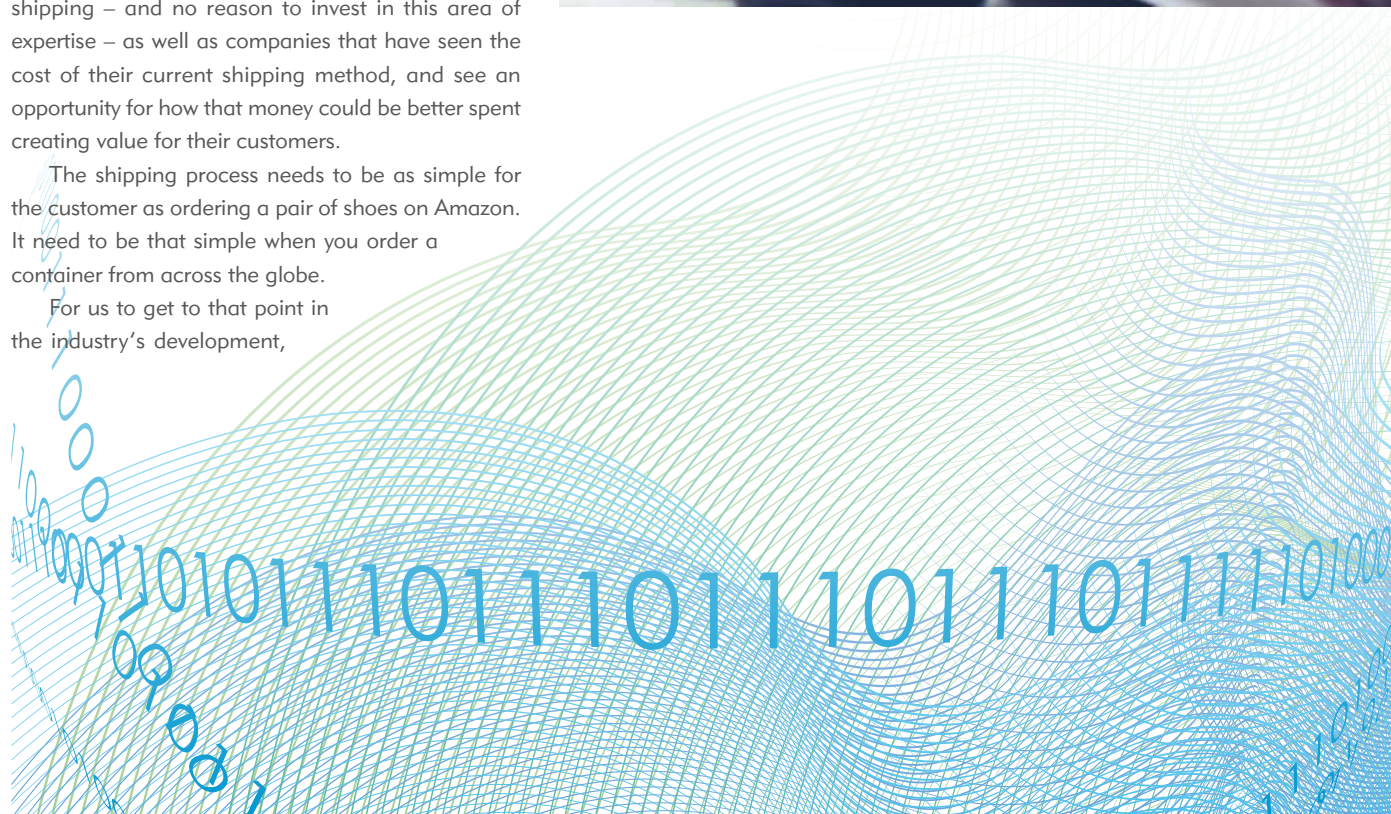 shipping – and no reason to invest in this area of
expertise – as well as companies that have seen the
cost of their current shipping method, and see an
opportunity for how that money could be better spent
creating value for their customers.
The shipping process needs to be as simple for
the customer as ordering a pair of shoes on Amazon.
It need to be that simple when you order a
container from across the globe.
For us to get to that point in
the industry's development,